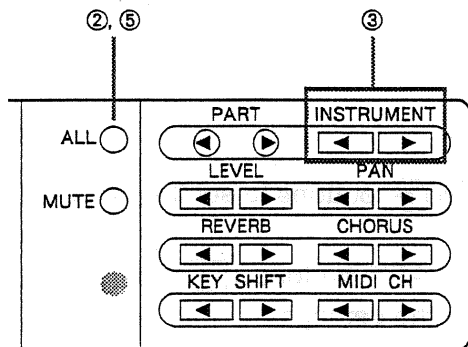 ②, ⑤ ③
PART INSTRUMENT
ALL
LEVEL PAN
MUTE
REVERB CHORUS
KEY SHIFT MIDI CH